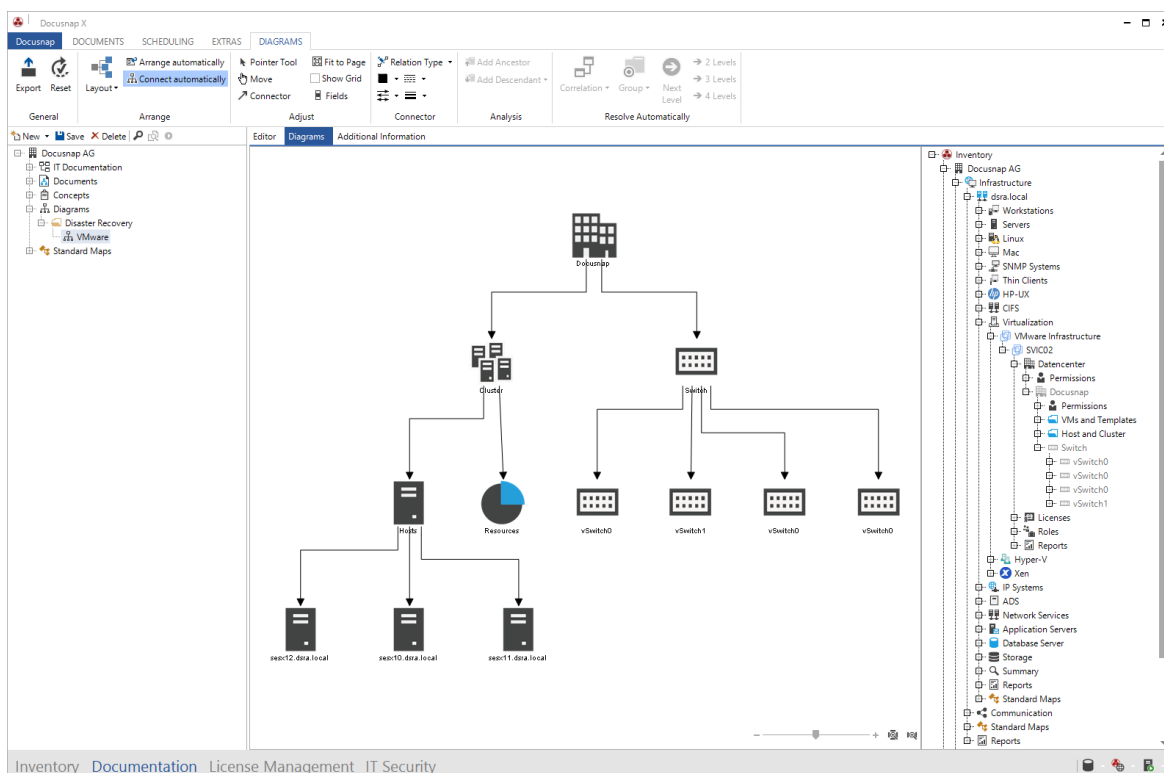 Docusnap X
Docusnap DOCUMENTS SCHEDULING EXTRAS DIAGRAMS
Export
Reset
Layout
Arrange automatically
Connect automatically
Pointer Tool
Move
Connector
Fit to Page
Show Grid
Fields
Relation Type
Add Ancestor
Add Descendant
Correlation
Group
Next
Level
2 Levels
3 Levels
4 Levels
General Arrange Adjust Connector Analysis Resolve Automatically
New Save Delete
Docusnap AG
IT Documentation
Documents
Concepts
Diagrams
Disaster Recovery
VMware
Standard Maps
Editor Diagrams Additional Information
Docusnap
Cluster Switch
Hosts Resources vSwitch0 vSwitch1 vSwitch0 vSwitch0
sesx12.dsra.local sesx10.dsra.local sesx11.dsra.local
Inventory
Docusnap AG
Infrastructure
dsra.local
Workstations
Servers
Linux
Mac
SNMP Systems
Thin Clients
HP-UX
CIFS
Virtualization
VMware Infrastructure
SVIC02
Datencenter
Permissions
Docusnap
Permissions
VMs and Templates
Host and Cluster
Switch
vSwitch0
vSwitch0
vSwitch0
vSwitch1
Licenses
Roles
Reports
Hyper-V
Xen
IP Systems
ADS
Network Services
Application Servers
Database Server
Storage
Summary
Reports
Standard Maps
Communication
Standard Maps
Reports
Inventory Documentation License Management IT Security